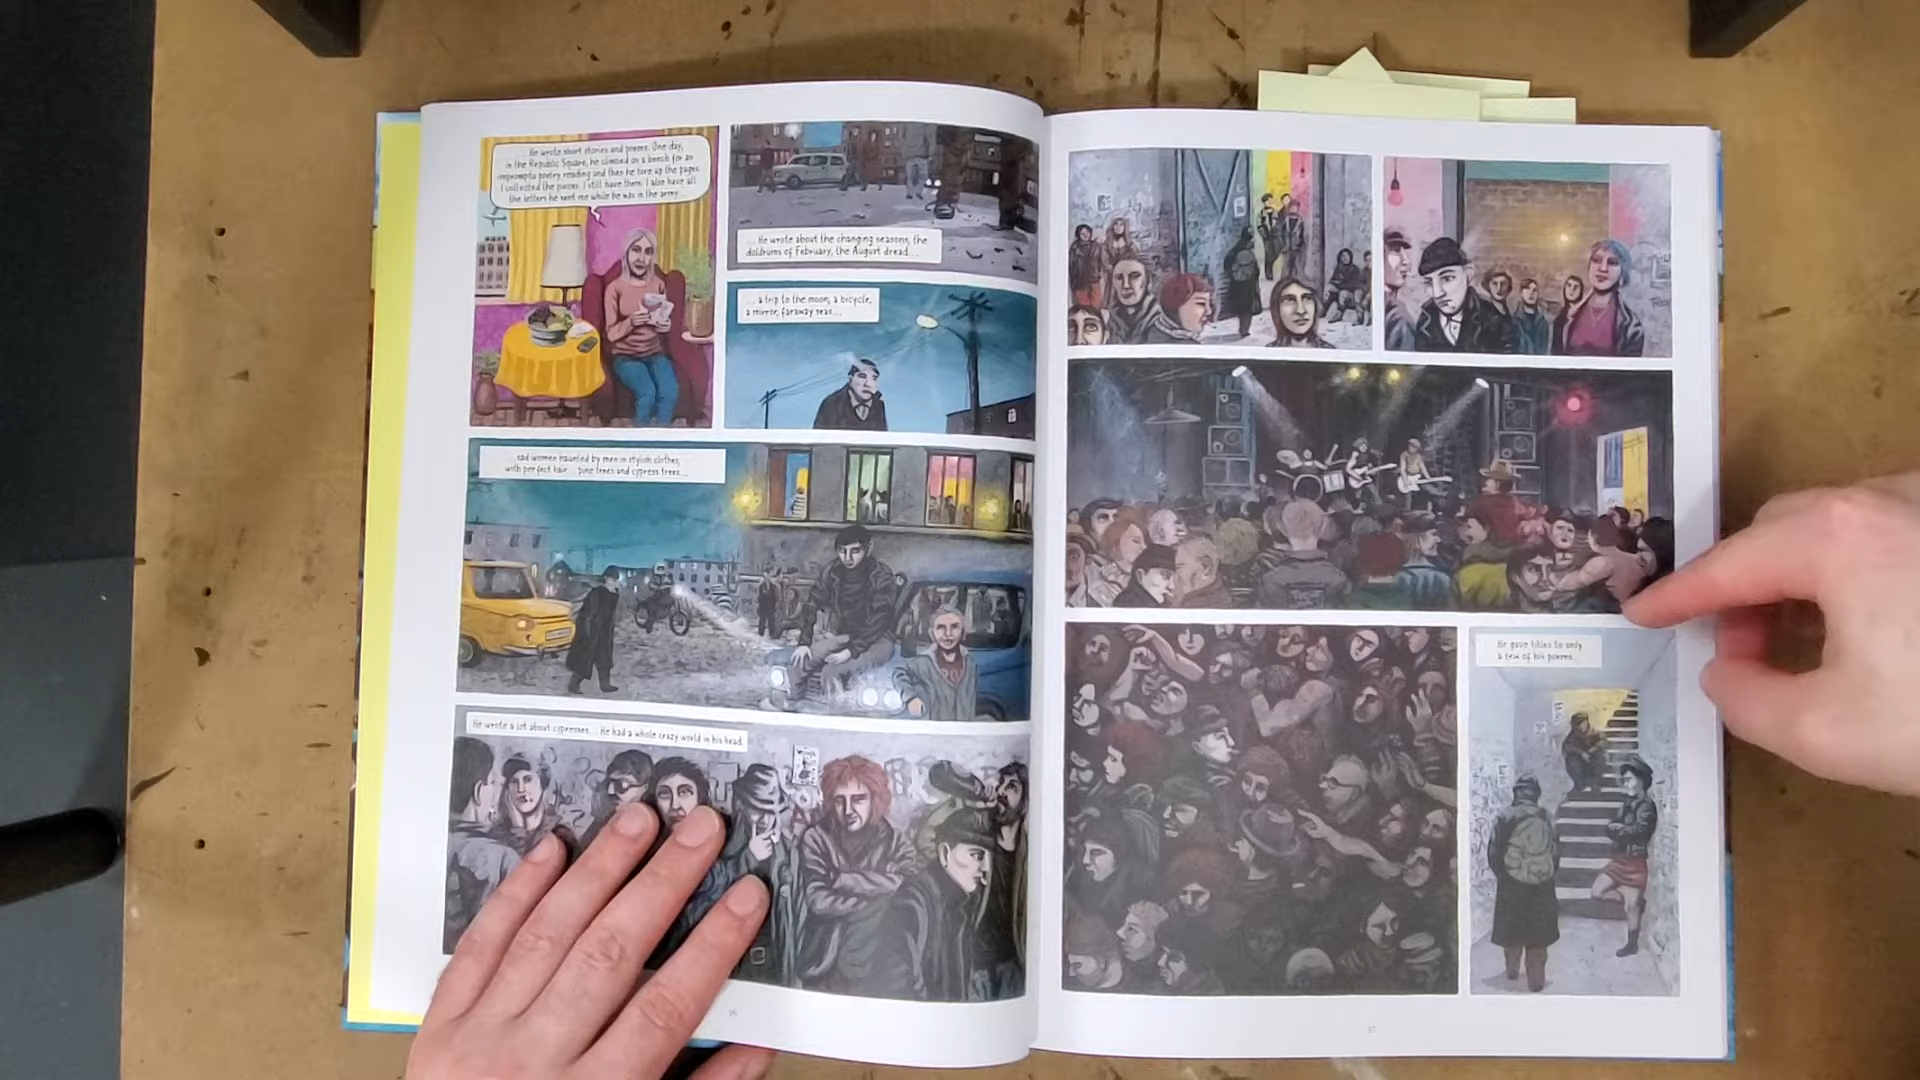 ... He wrote short stories and poems. One day,
in the Republic Square, he climbed on a bench for an
impromptu poetry reading and then he tore up the pages.
I collected the pieces. I still have them. I also have all
the letters he sent me while he was in the army...
... He wrote about the changing seasons, the
doldrums of February, the August dread...
... a trip to the moon, a bicycle,
a mirror, faraway seas...
... sad women haunted by men in stylish clothes,
with perfect hair... pine trees and cypress trees...
He wrote a lot about cypresses... He had a whole crazy world in his head.
He gave titles to only
a few of his poems...